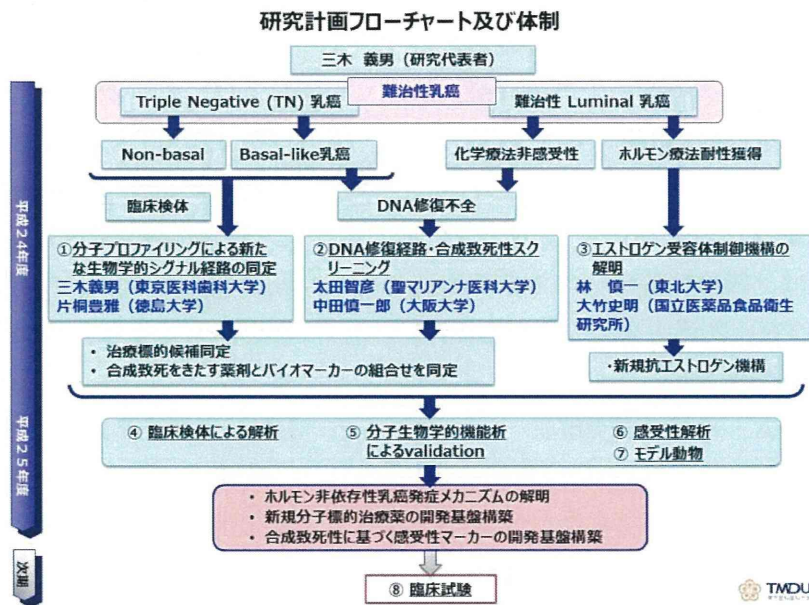 研究計画フローチャート及び体制
三木 義男（研究代表者）
難治性乳癌
Triple Negative (TN) 乳癌
難治性 Luminal 乳癌
Non-basal
Basal-like乳癌
化学療法非感受性
ホルモン療法耐性獲得
臨床検体
DNA修復不全
平成24年度
①分子プロファイリングによる新た
な生物学的シグナル経路の同定
三木義男（東京医科歯科大学）
片桐豊雅（徳島大学）
②DNA修復経路・合成致死性スク
リーニング
太田智彦（聖マリアンナ医科大学）
中田慎一郎（大阪大学）
③エストロゲン受容体制御機構の
解明
林 慎一（東北大学）
大竹史明（国立医薬品食品衛生
研究所）
・ 治療標的候補同定
・ 合成致死をきたす薬剤とバイオマーカーの組合せを同定
・新規抗エストロゲン機構
平成25年度
④ 臨床検体による解析
⑤ 分子生物学的機能析
によるvalidation
⑥ 感受性解析
⑦ モデル動物
・ ホルモン非依存性乳癌発症メカニズムの解明
・ 新規分子標的治療薬の開発基盤構築
・ 合成致死性に基づく感受性マーカーの開発基盤構築
次期
⑧ 臨床試験
TMDU